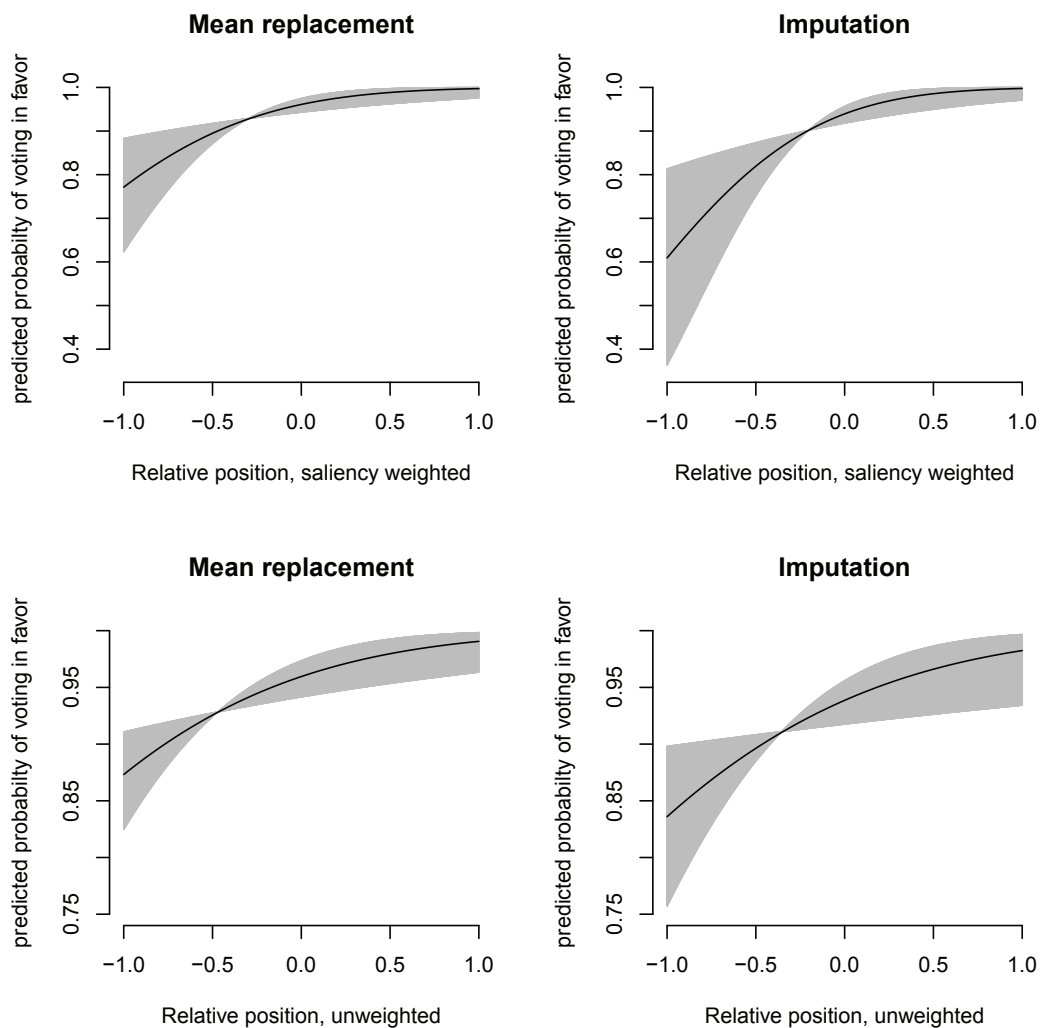 Mean replacement
predicted probabilty of voting in favor
1.0
0.8
0.6
0.4
−1.0 −0.5 0.0 0.5 1.0
Relative position, saliency weighted
Imputation
predicted probabilty of voting in favor
1.0
0.8
0.6
0.4
−1.0 −0.5 0.0 0.5 1.0
Relative position, saliency weighted
Mean replacement
predicted probabilty of voting in favor
0.95
0.85
0.75
−1.0 −0.5 0.0 0.5 1.0
Relative position, unweighted
Imputation
predicted probabilty of voting in favor
0.95
0.85
0.75
−1.0 −0.5 0.0 0.5 1.0
Relative position, unweighted